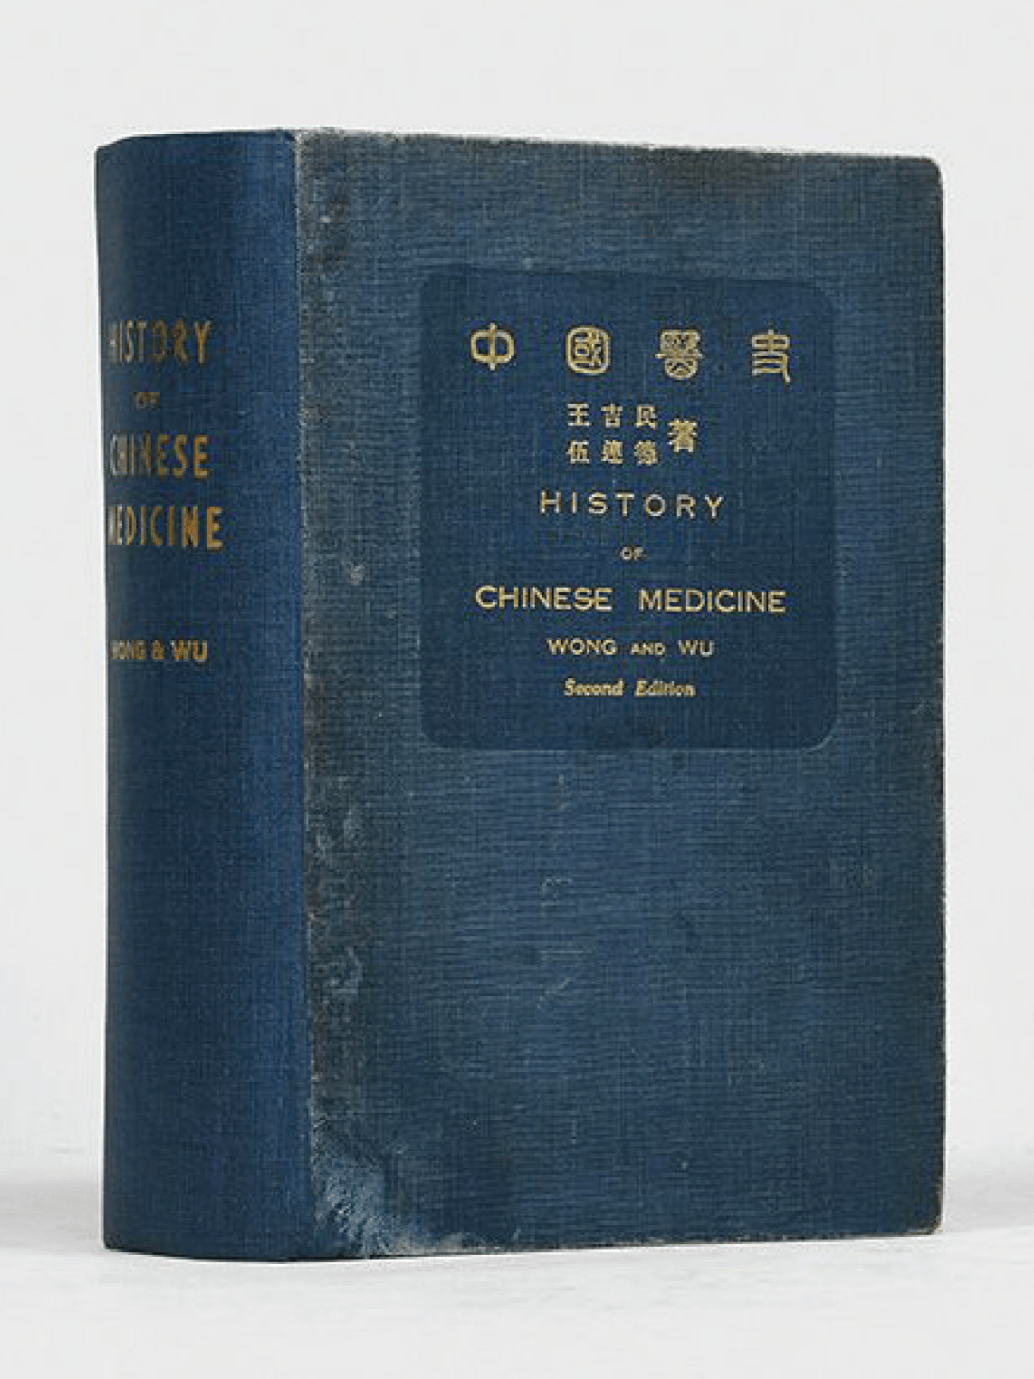 HISTORY
OF
CHINESE
MEDICINE
WONG & WU
中國醫史
王吉民
伍連德
著
HISTORY
OF
CHINESE MEDICINE
WONG AND WU
Second Edition